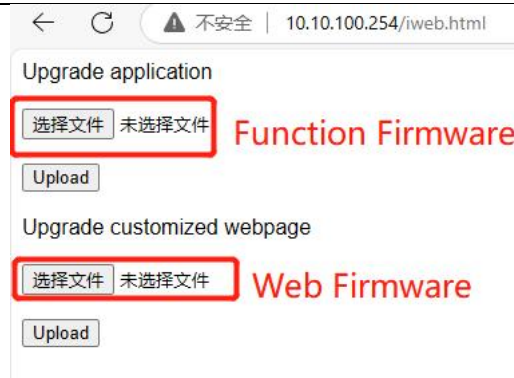 不安全 | 10.10.100.254/iweb.html
Upgrade application
选择文件 未选择文件 Function Firmware
Upload
Upgrade customized webpage
选择文件 未选择文件 Web Firmware
Upload